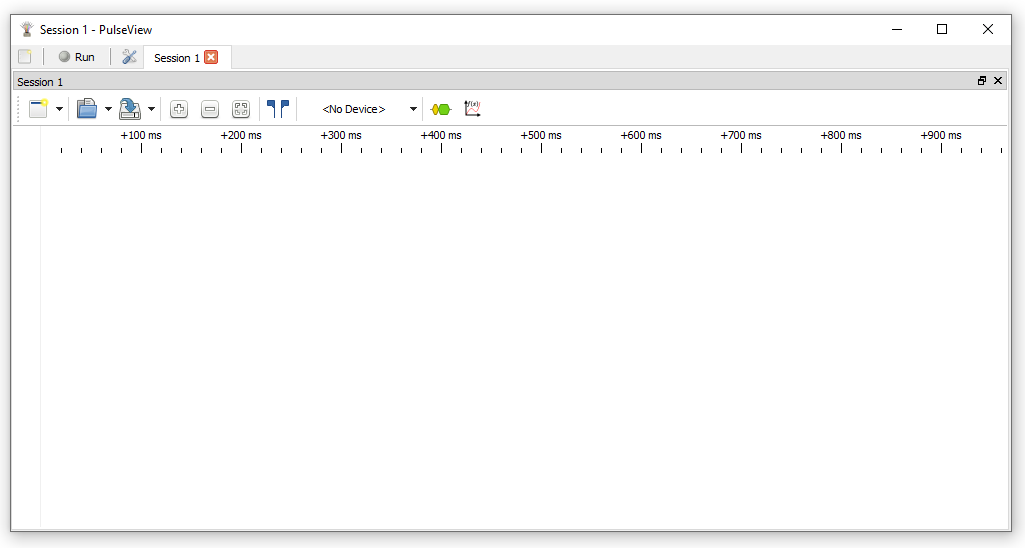 Session 1 - PulseView
Run
Session 1
Session 1
<No Device>
f(x)
+100 ms +200 ms +300 ms +400 ms +500 ms +600 ms +700 ms +800 ms +900 ms